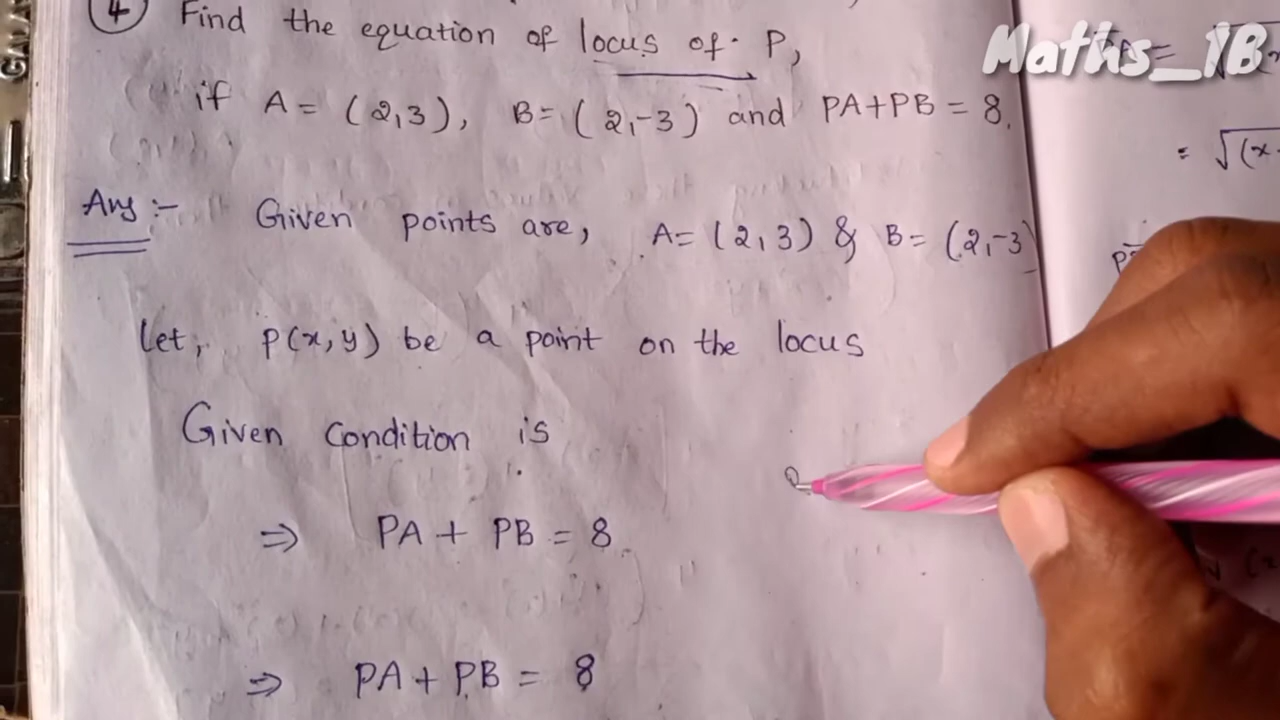 ④ Find the equation of locus of P,
if A = (2,3), B = (2,-3) and PA+PB = 8.
Ans :- Given points are, A = (2,3) & B = (2,-3)
Let, P(x,y) be a point on the locus
Given Condition is
⇒ PA + PB = 8.
⇒ PA + PB = 8
Maths_1B
= √(x-